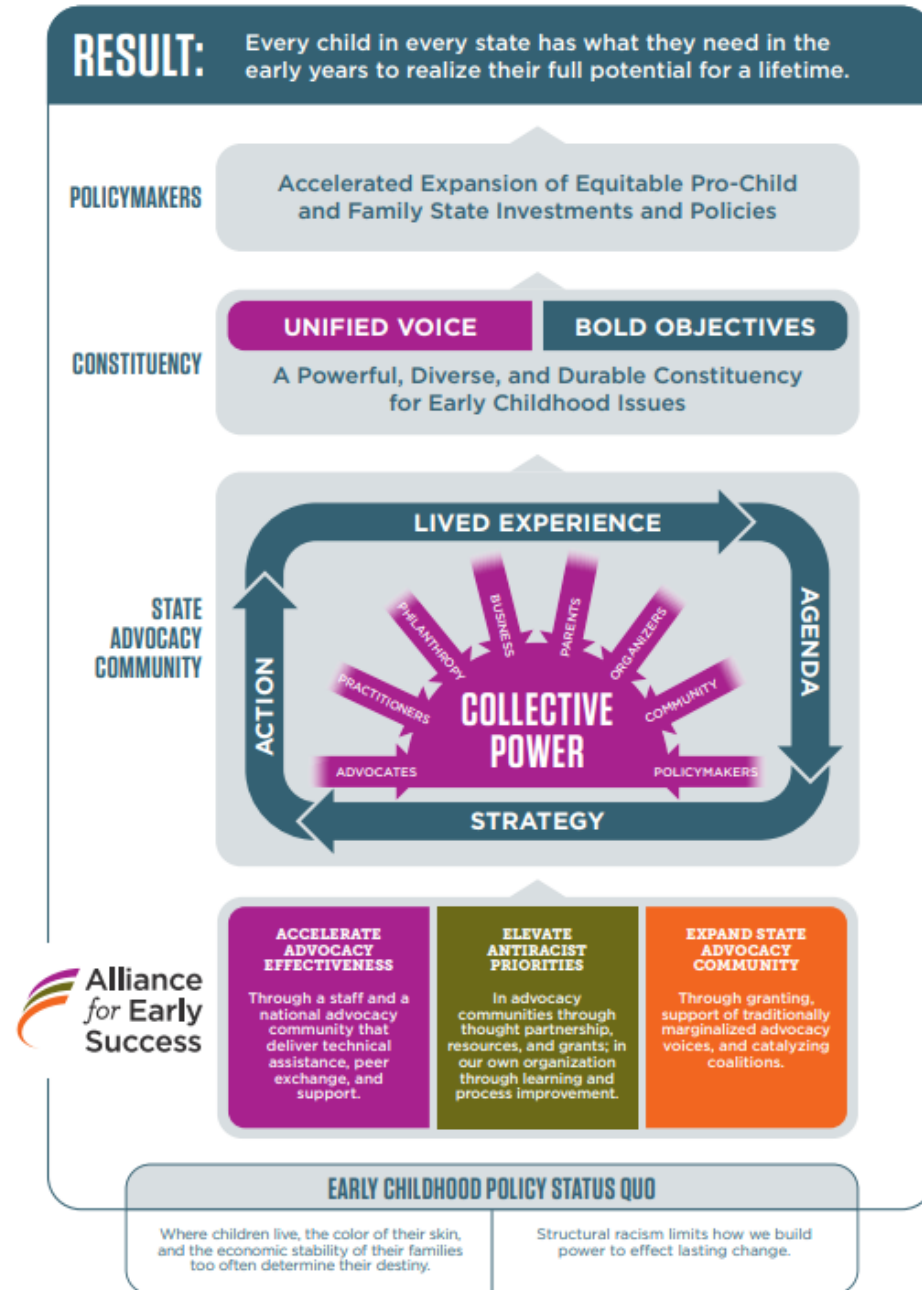 RESULT:
Every child in every state has what they need in the
early years to realize their full potential for a lifetime.
POLICYMAKERS
Accelerated Expansion of Equitable Pro-Child
and Family State Investments and Policies
CONSTITUENCY
UNIFIED VOICE
BOLD OBJECTIVES
A Powerful, Diverse, and Durable Constituency
for Early Childhood Issues
STATE
ADVOCACY
COMMUNITY
LIVED EXPERIENCE
AGENDA
STRATEGY
ACTION
ADVOCATES
PRACTITIONERS
PHILANTHROPY
BUSINESS
PARENTS
ORGANIZERS
COMMUNITY
POLICYMAKERS
COLLECTIVE
POWER
Alliance
for Early
Success
ACCELERATE
ADVOCACY
EFFECTIVENESS
Through a staff and a
national advocacy
community that
deliver technical
assistance, peer
exchange, and
support.
ELEVATE
ANTIRACIST
PRIORITIES
In advocacy
communities through
thought partnership,
resources, and grants; in
our own organization
through learning and
process improvement.
EXPAND STATE
ADVOCACY
COMMUNITY
Through granting,
support of traditionally
marginalized advocacy
voices, and catalyzing
coalitions.
EARLY CHILDHOOD POLICY STATUS QUO
Where children live, the color of their skin,
and the economic stability of their families
too often determine their destiny.
Structural racism limits how we build
power to effect lasting change.